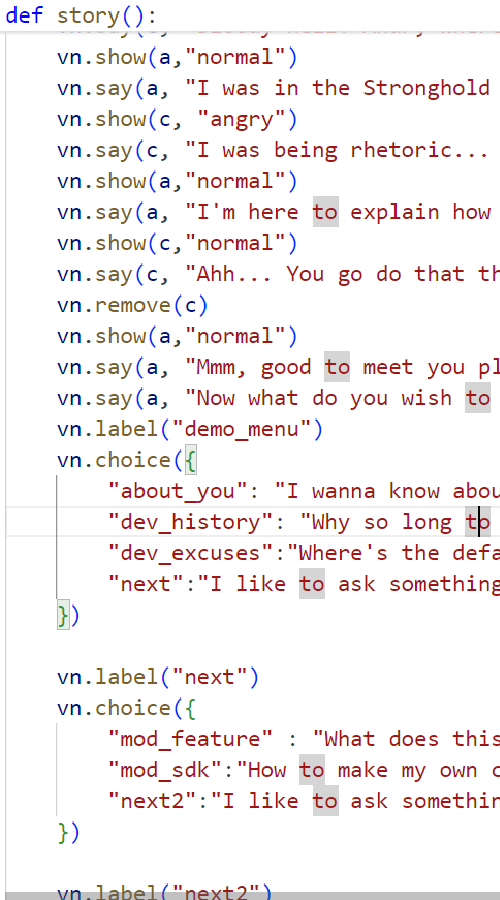 def story():
vn.show(a,"normal")
vn.say(a, "I was in the Stronghold
vn.show(c, "angry")
vn.say(c, "I was being rhetoric...
vn.show(a,"normal")
vn.say(a, "I'm here to explain how
vn.show(c,"normal")
vn.say(c, "Ahh... You go do that th
vn.remove(c)
vn.show(a,"normal")
vn.say(a, "Mmm, good to meet you pl
vn.say(a, "Now what do you wish to
vn.label("demo_menu")
vn.choice({
"about_you": "I wanna know abou
"dev_history": "Why so long to
"dev_excuses":"Where's the defa
"next":"I like to ask something
})
vn.label("next")
vn.choice({
"mod_feature" : "What does this
"mod_sdk":"How to make my own c
"next2":"I like to ask somethin
})
vn.label("next2")